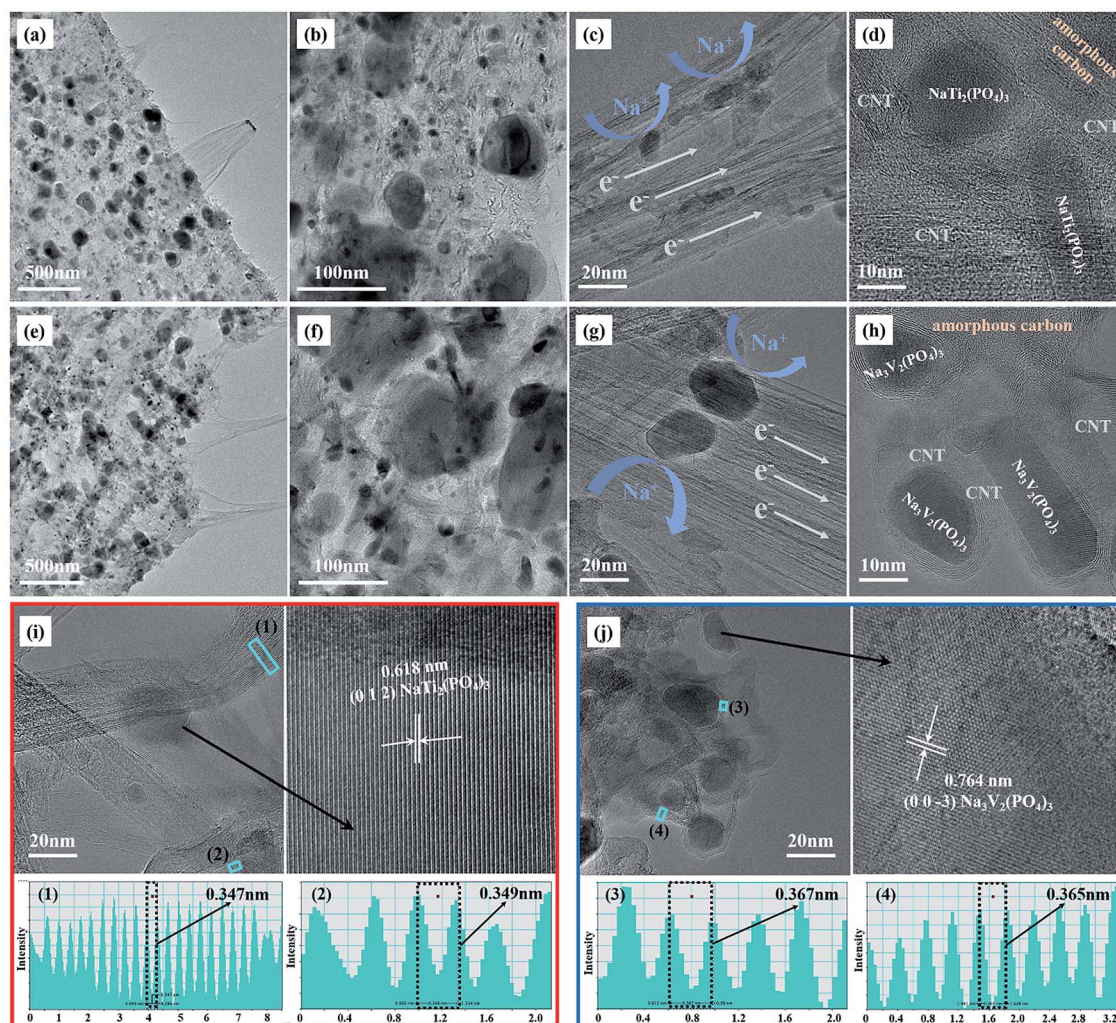 (a)
500nm
(b)
100nm
(c)
Na⁺
Na⁺
e⁻
e⁻
e⁻
20nm
(d)
amorphous
carbon
CNT
NaTi₂(PO₄)₃
CNT
CNT
NaTi₂(PO₄)₃
10nm
(e)
500nm
(f)
100nm
(g)
Na⁺
Na⁺
e⁻
e⁻
e⁻
20nm
(h)
amorphous carbon
Na₃V₂(PO₄)₃
CNT
CNT
CNT
Na₃V₂(PO₄)₃
Na₃V₂(PO₄)₃
10nm
(i)
(1)
(2)
20nm
0.618 nm
(0 1 2) NaTi₂(PO₄)₃
(j)
(3)
(4)
20nm
0.764 nm
(0 0 -3) Na₃V₂(PO₄)₃
(1)
0.347nm
Intensity
0 1 2 3 4 5 6 7 8
(2)
0.349nm
0.0 0.4 0.8 1.2 1.6 2.0
(3)
0.367nm
Intensity
0.0 0.4 0.8 1.2 1.6 2.0
(4)
0.365nm
0.0 0.4 0.8 1.2 1.6 2.0 2.4 2.8 3.2